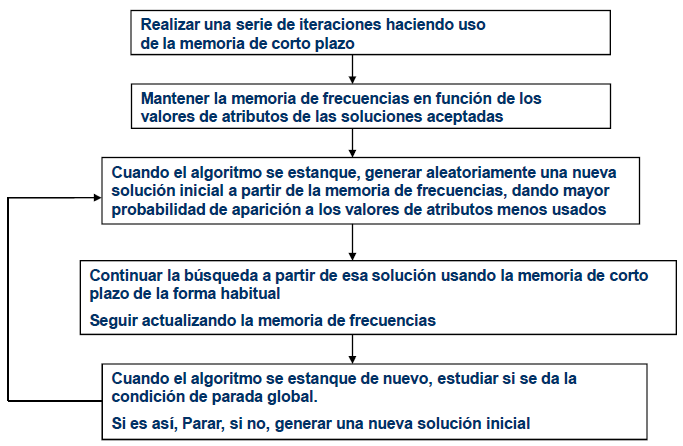 Realizar una serie de iteraciones haciendo uso
de la memoria de corto plazo
Mantener la memoria de frecuencias en función de los
valores de atributos de las soluciones aceptadas
Cuando el algoritmo se estanque, generar aleatoriamente una nueva
solución inicial a partir de la memoria de frecuencias, dando mayor
probabilidad de aparición a los valores de atributos menos usados
Continuar la búsqueda a partir de esa solución usando la memoria de corto
plazo de la forma habitual
Seguir actualizando la memoria de frecuencias
Cuando el algoritmo se estanque de nuevo, estudiar si se da la
condición de parada global.
Si es así, Parar, si no, generar una nueva solución inicial